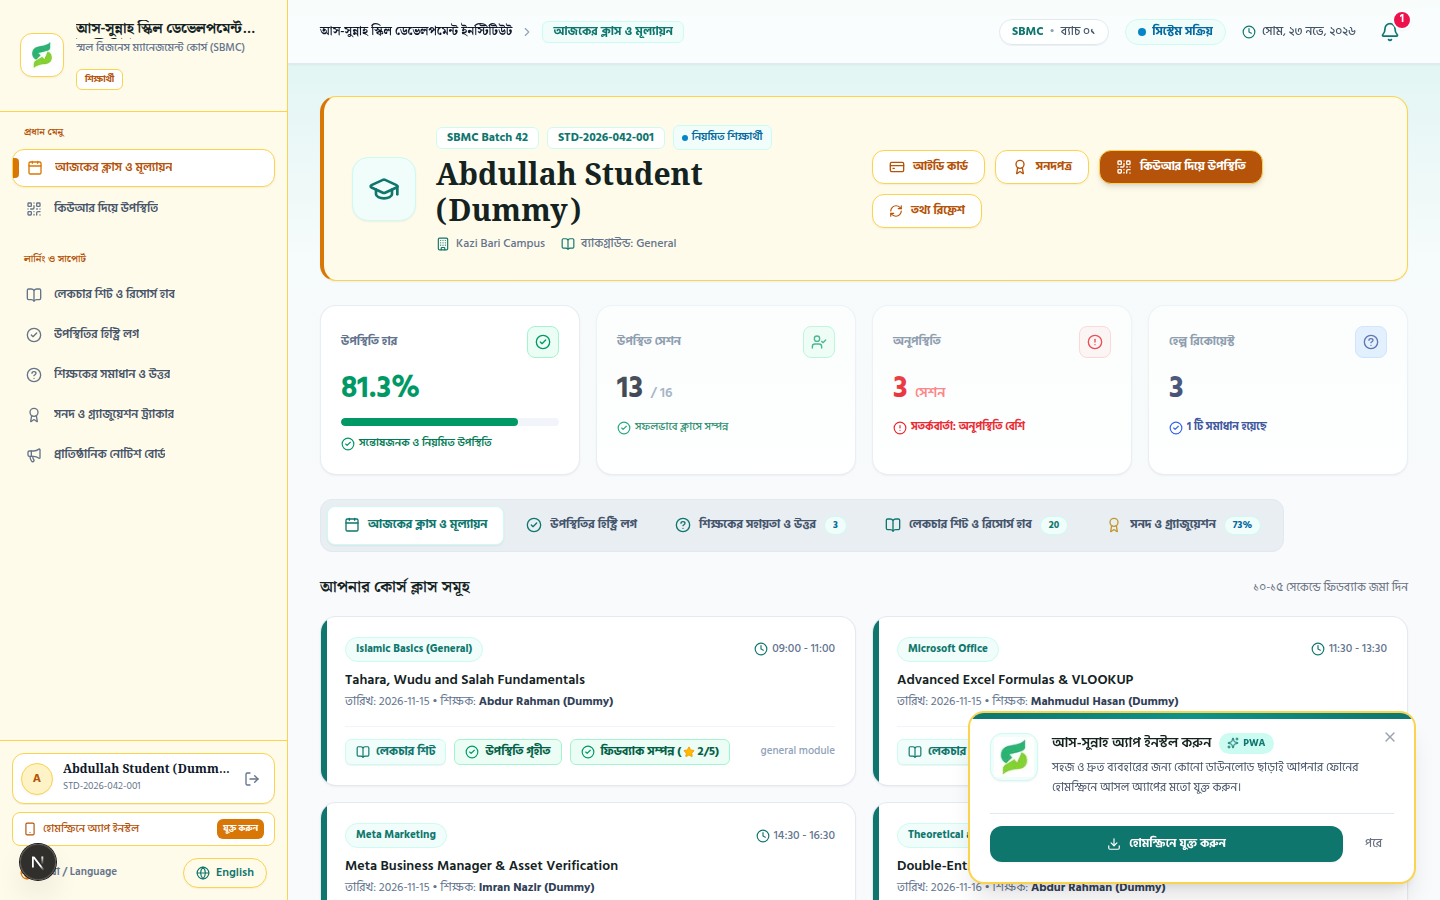 আস-সুন্নাহ স্কিল ডেভেলপমেন্ট...
স্মল বিজনেস ম্যানেজমেন্ট কোর্স (SBMC)
শিক্ষার্থী
প্রধান মেনু
আজকের ক্লাস ও মূল্যায়ন
কিউআর দিয়ে উপস্থিতি
লার্নিং ও সাপোর্ট
লেকচার শিট ও রিসোর্স হাব
উপস্থিতির হিস্ট্রি লগ
শিক্ষকের সমাধান ও উত্তর
সনদ ও গ্র্যাজুয়েশন ট্র্যাকার
প্রাতিষ্ঠানিক নোটিশ বোর্ড
A
Abdullah Student (Dumm...
STD-2026-042-001
হোমস্ক্রিনে অ্যাপ ইনস্টল
যুক্ত করুন
N
/ Language
English
আস-সুন্নাহ স্কিল ডেভেলপমেন্ট ইনস্টিটিউট
আজকের ক্লাস ও মূল্যায়ন
SBMC • ব্যাচ ০১
সিস্টেম সক্রিয়
সোম, ২৩ নভে, ২০২৬
1
SBMC Batch 42
STD-2026-042-001
নিয়মিত শিক্ষার্থী
Abdullah Student
(Dummy)
Kazi Bari Campus
ব্যাকগ্রাউন্ড: General
আইডি কার্ড
সনদপত্র
কিউআর দিয়ে উপস্থিতি
তথ্য রিফ্রেশ
উপস্থিতি হার
81.3%
সন্তোষজনক ও নিয়মিত উপস্থিতি
উপস্থিত সেশন
13 / 16
সফলভাবে ক্লাসে সম্পন্ন
অনুপস্থিতি
3 সেশন
সতর্কবার্তা: অনুপস্থিতি বেশি
হেল্প রিকোয়েস্ট
3
1 টি সমাধান হয়েছে
আজকের ক্লাস ও মূল্যায়ন
উপস্থিতির হিস্ট্রি লগ
শিক্ষকের সহায়তা ও উত্তর 3
লেকচার শিট ও রিসোর্স হাব 20
সনদ ও গ্র্যাজুয়েশন 73%
আপনার কোর্স ক্লাস সমূহ
১০-১৫ সেকেন্ডে ফিডব্যাক জমা দিন
Islamic Basics (General)
09:00 - 11:00
Tahara, Wudu and Salah Fundamentals
তারিখ: 2026-11-15 • শিক্ষক: Abdur Rahman (Dummy)
লেকচার শিট
উপস্থিতি গৃহীত
ফিডব্যাক সম্পন্ন (⭐ 2/5)
general module
Microsoft Office
11:30 - 13:30
Advanced Excel Formulas & VLOOKUP
তারিখ: 2026-11-15 • শিক্ষক: Mahmudul Hasan (Dummy)
লেকচার
Meta Marketing
14:30 - 16:30
Meta Business Manager & Asset Verification
তারিখ: 2026-11-15 • শিক্ষক: Imran Nazir (Dummy)
Theoretical
Double-Ent
তারিখ: 2026-11-16 • শিক্ষক: Abdur Rahman (Dummy)
আস-সুন্নাহ অ্যাপ ইনস্টল করুন
PWA
সহজ ও দ্রুত ব্যবহারের জন্য কোনো ডাউনলোড ছাড়াই আপনার ফোনের
হোমস্ক্রিনে আসল অ্যাপের মতো যুক্ত করুন।
হোমস্ক্রিনে যুক্ত করুন
পরে